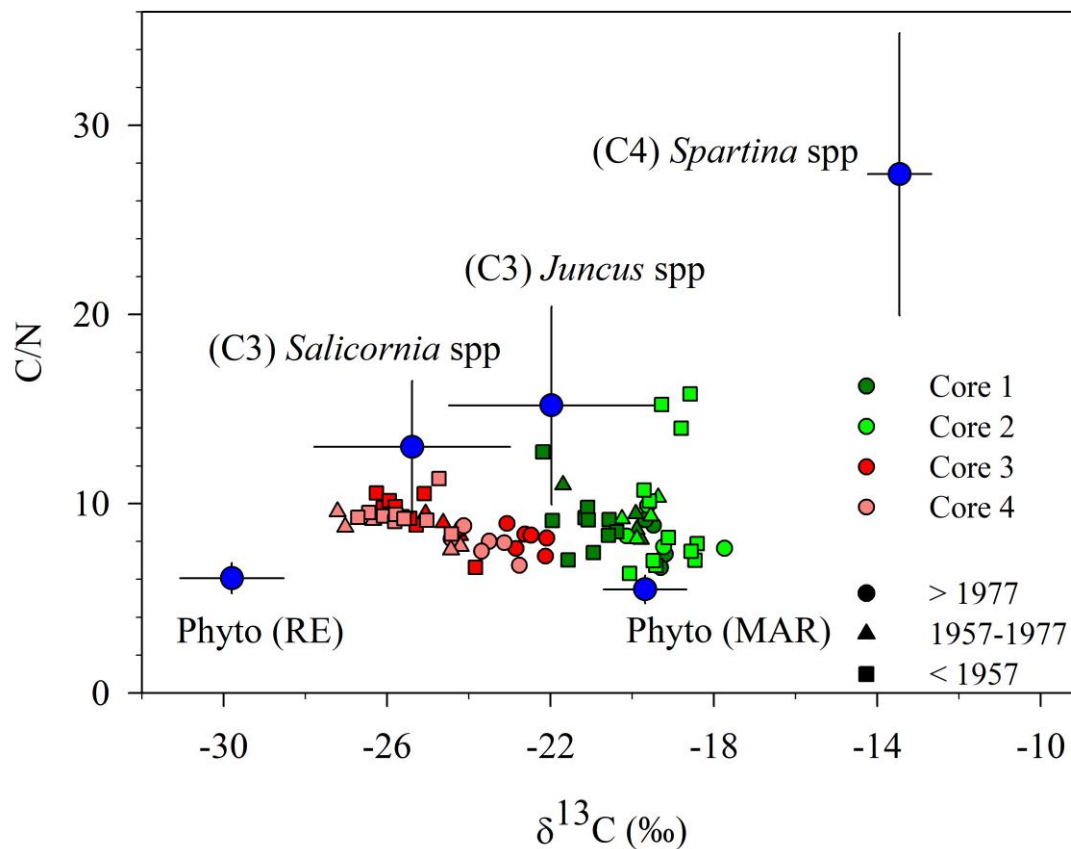 30
20
10
0
C/N
(C4) Spartina spp
(C3) Juncus spp
(C3) Salicornia spp
Phyto (RE)
Phyto (MAR)
Core 1
Core 2
Core 3
Core 4
> 1977
1957-1977
< 1957
-30 -26 -22 -18 -14 -10
δ¹³C (‰)